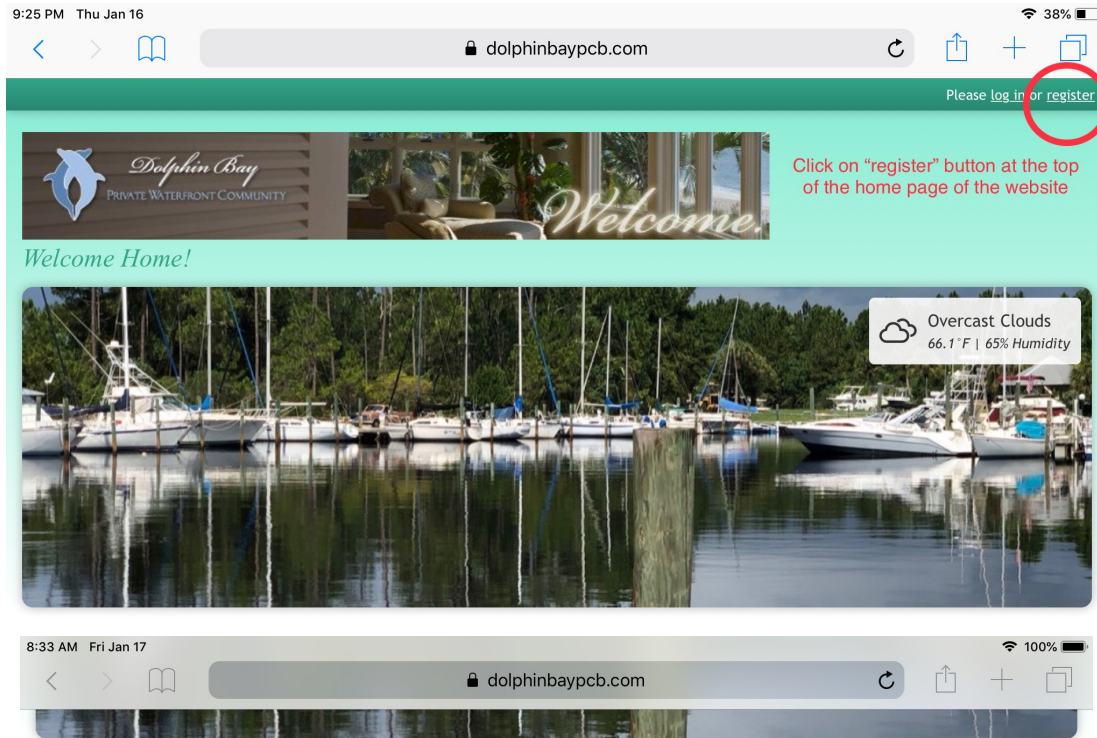 9:25 PM Thu Jan 16
38%
dolphinbaypcb.com
Please log in or register
Dolphin Bay
PRIVATE WATERFRONT COMMUNITY
Welcome.
Click on “register” button at the top
of the home page of the website
Welcome Home!
Overcast Clouds
66.1°F | 65% Humidity
8:33 AM Fri Jan 17
100%
dolphinbaypcb.com